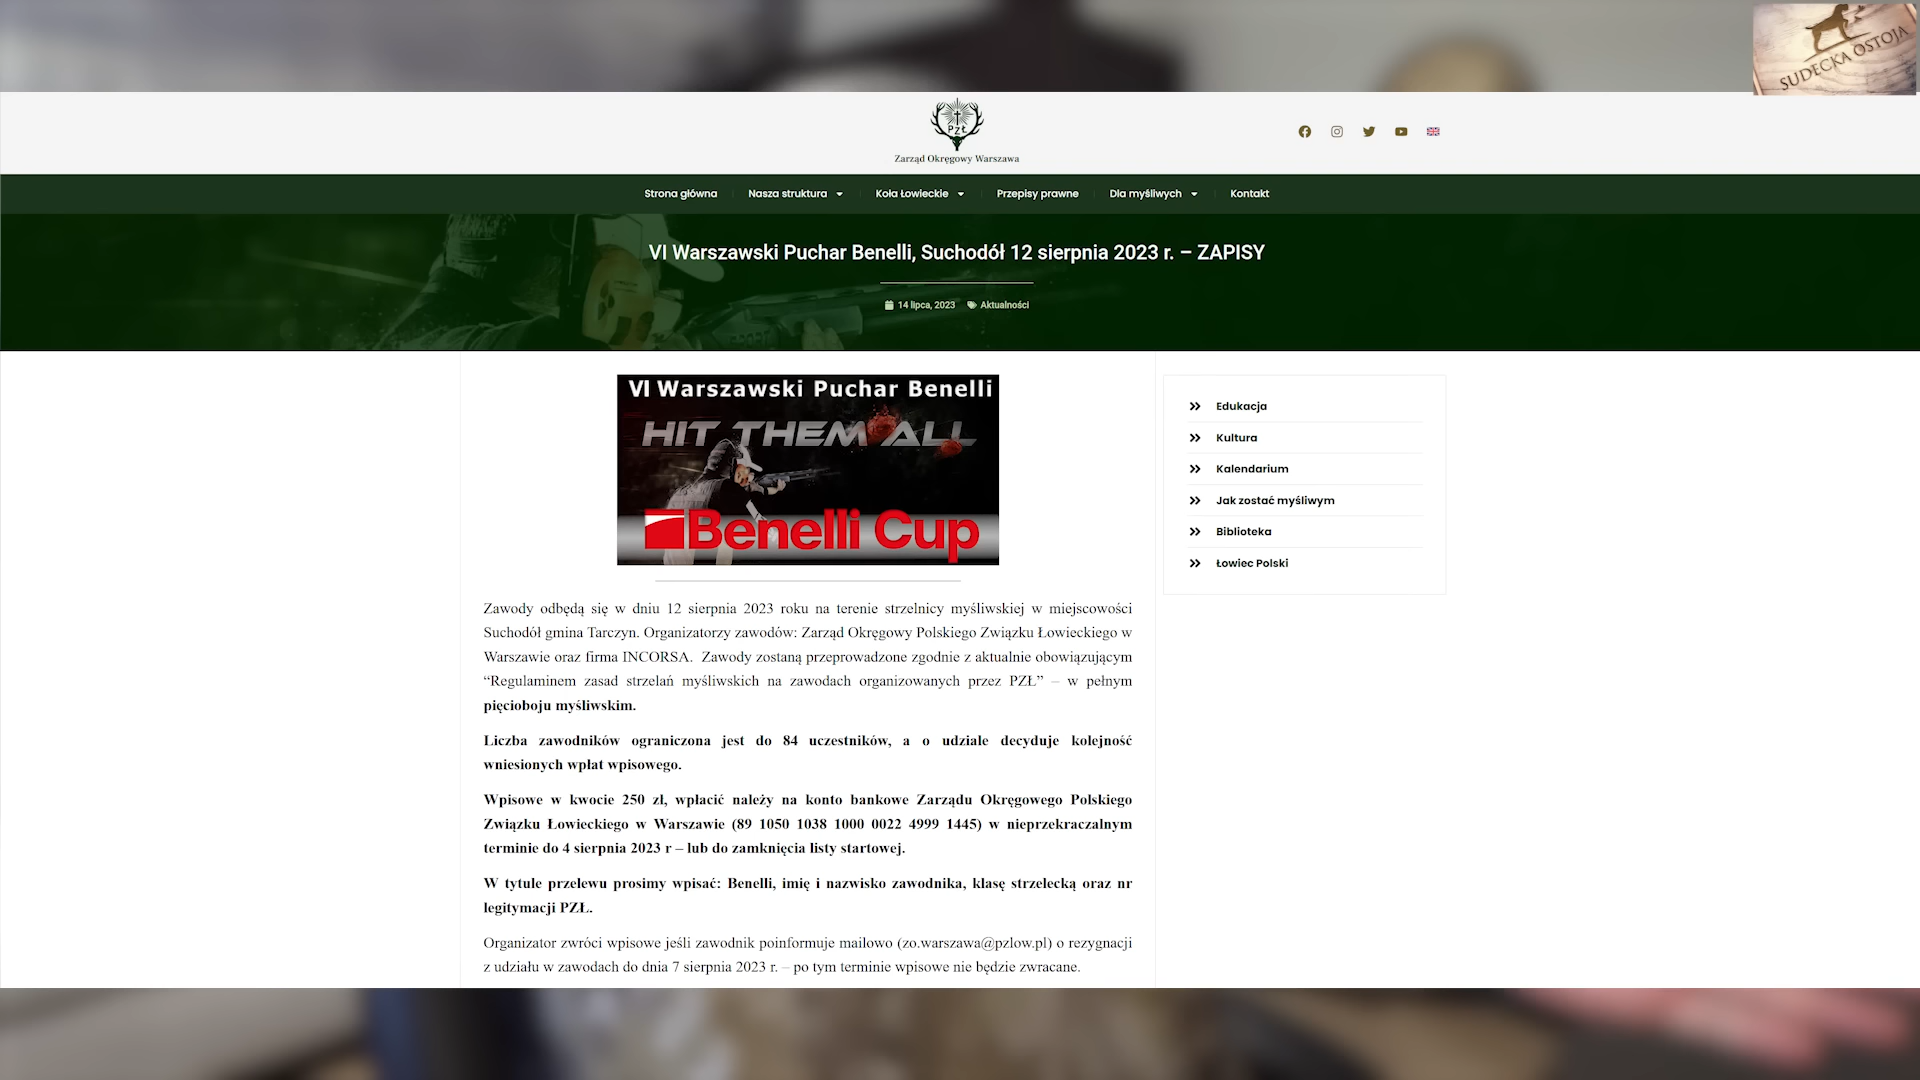 SUDECKA OSTOJA
PZŁ
Zarząd Okręgowy Warszawa
Strona główna
Nasza struktura
Koła Łowieckie
Przepisy prawne
Dla myśliwych
Kontakt
VI Warszawski Puchar Benelli, Suchodół 12 sierpnia 2023 r. – ZAPISY
14 lipca, 2023
Aktualności
VI Warszawski Puchar Benelli
HIT THEM ALL
Benelli Cup
Zawody odbędą się w dniu 12 sierpnia 2023 roku na terenie strzelnicy myśliwskiej w miejscowości
Suchodół gmina Tarczyn. Organizatorzy zawodów: Zarząd Okręgowy Polskiego Związku Łowieckiego w
Warszawie oraz firma INCORSA. Zawody zostaną przeprowadzone zgodnie z aktualnie obowiązującym
“Regulaminem zasad strzelań myśliwskich na zawodach organizowanych przez PZŁ” – w pełnym
pięcioboju myśliwskim.
Liczba zawodników ograniczona jest do 84 uczestników, a o udziale decyduje kolejność
wniesionych wpłat wpisowego.
Wpisowe w kwocie 250 zł, wpłacić należy na konto bankowe Zarządu Okręgowego Polskiego
Związku Łowieckiego w Warszawie (89 1050 1038 1000 0022 4999 1445) w nieprzekraczalnym
terminie do 4 sierpnia 2023 r – lub do zamknięcia listy startowej.
W tytule przelewu prosimy wpisać: Benelli, imię i nazwisko zawodnika, klasę strzelecką oraz nr
legitymacji PZŁ.
Organizator zwróci wpisowe jeśli zawodnik poinformuje mailowo (zo.warszawa@pzlow.pl) o rezygnacji
z udziału w zawodach do dnia 7 sierpnia 2023 r. – po tym terminie wpisowe nie będzie zwracane.
Edukacja
Kultura
Kalendarium
Jak zostać myśliwym
Biblioteka
Łowiec Polski